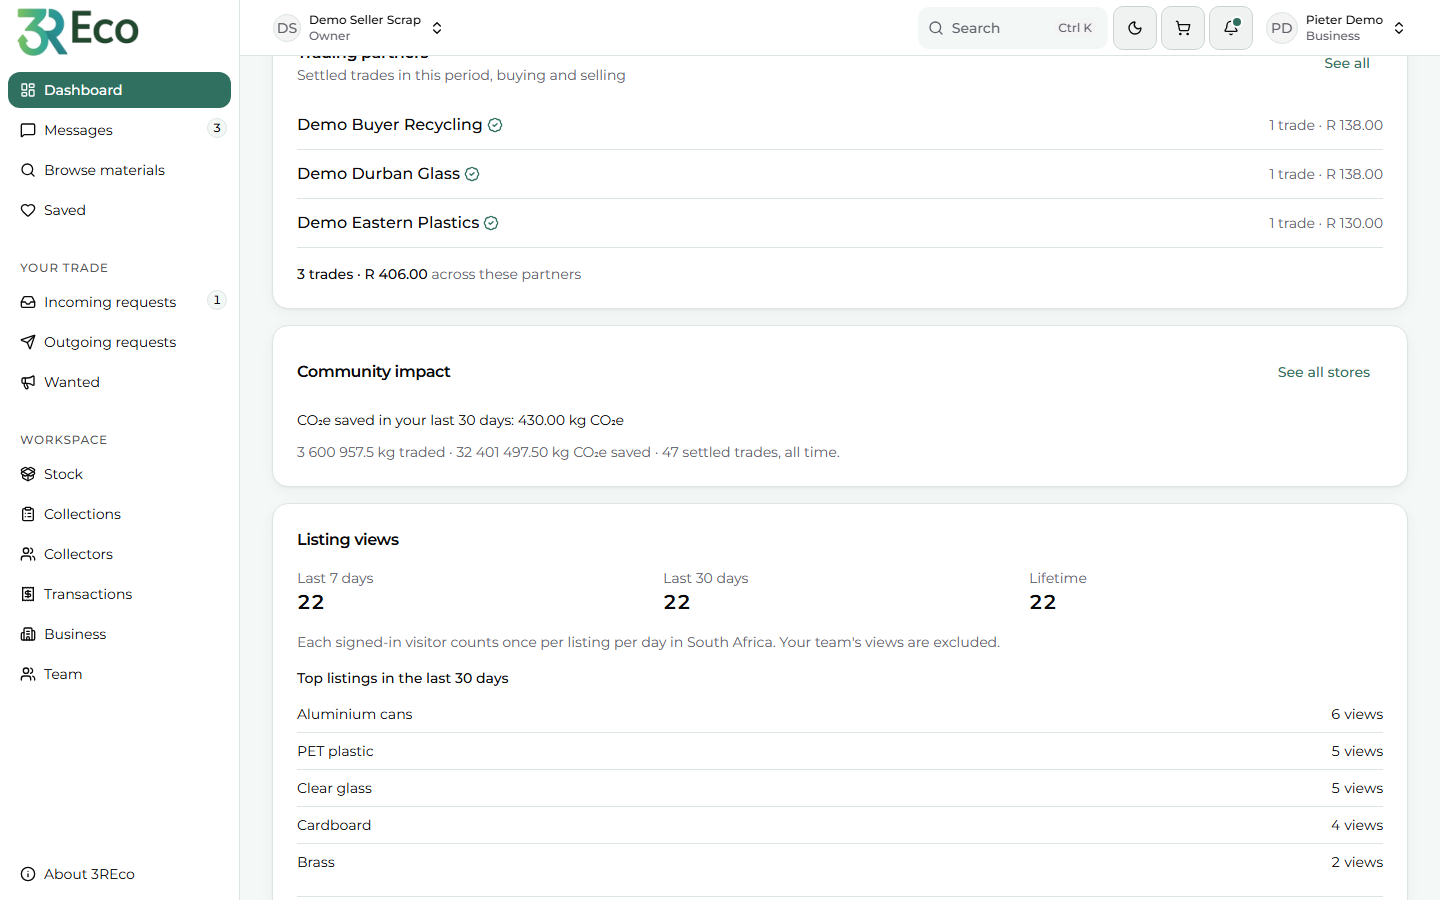 3R Eco
Demo Seller Scrap
Owner
DS
Search
Ctrl K
PD
Pieter Demo
Business
Dashboard
Messages
3
Browse materials
Saved
YOUR TRADE
Incoming requests
1
Outgoing requests
Wanted
WORKSPACE
Stock
Collections
Collectors
Transactions
Business
Team
About 3REco
Trading partners
See all
Settled trades in this period, buying and selling
Demo Buyer Recycling
1 trade · R 138.00
Demo Durban Glass
1 trade · R 138.00
Demo Eastern Plastics
1 trade · R 130.00
3 trades · R 406.00 across these partners
Community impact
See all stores
CO₂e saved in your last 30 days: 430.00 kg CO₂e
3 600 957.5 kg traded · 32 401 497.50 kg CO₂e saved · 47 settled trades, all time.
Listing views
Last 7 days
22
Last 30 days
22
Lifetime
22
Each signed-in visitor counts once per listing per day in South Africa. Your team's views are excluded.
Top listings in the last 30 days
Aluminium cans
6 views
PET plastic
5 views
Clear glass
5 views
Cardboard
4 views
Brass
2 views